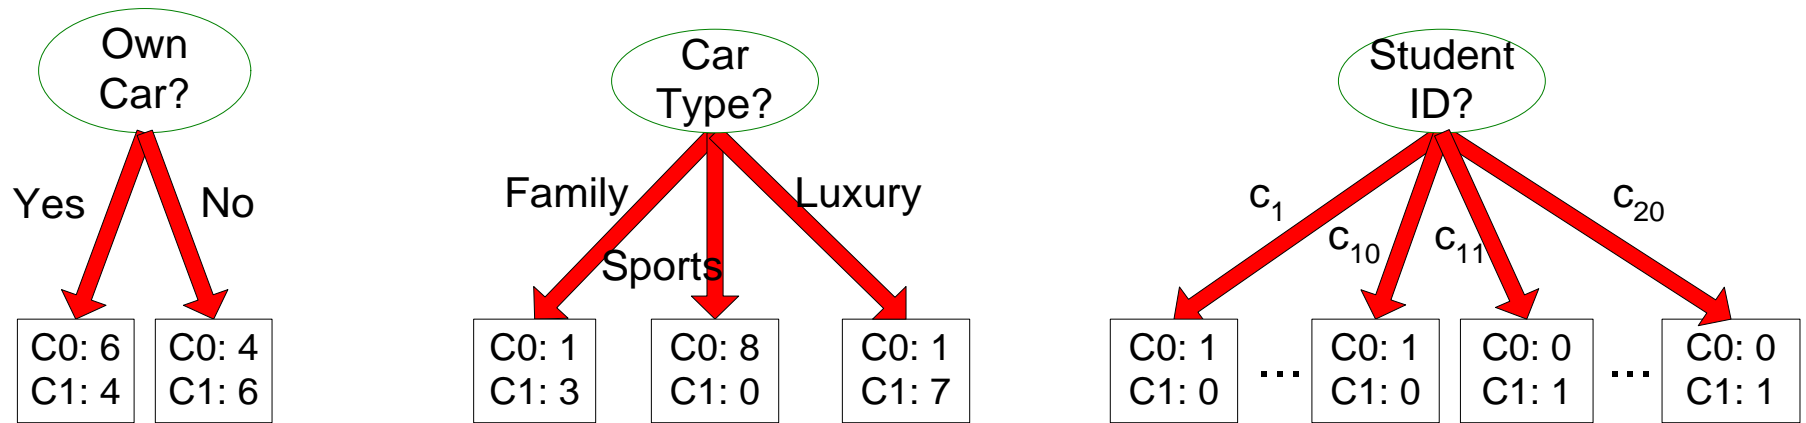 Own
Car?
Yes
No
C0: 6
C1: 4
C0: 4
C1: 6
Car
Type?
Family
Sports
Luxury
C0: 1
C1: 3
C0: 8
C1: 0
C0: 1
C1: 7
Student
ID?
c₁
c₁₀
c₁₁
c₂₀
C0: 1
C1: 0
...
C0: 1
C1: 0
C0: 0
C1: 1
...
C0: 0
C1: 1